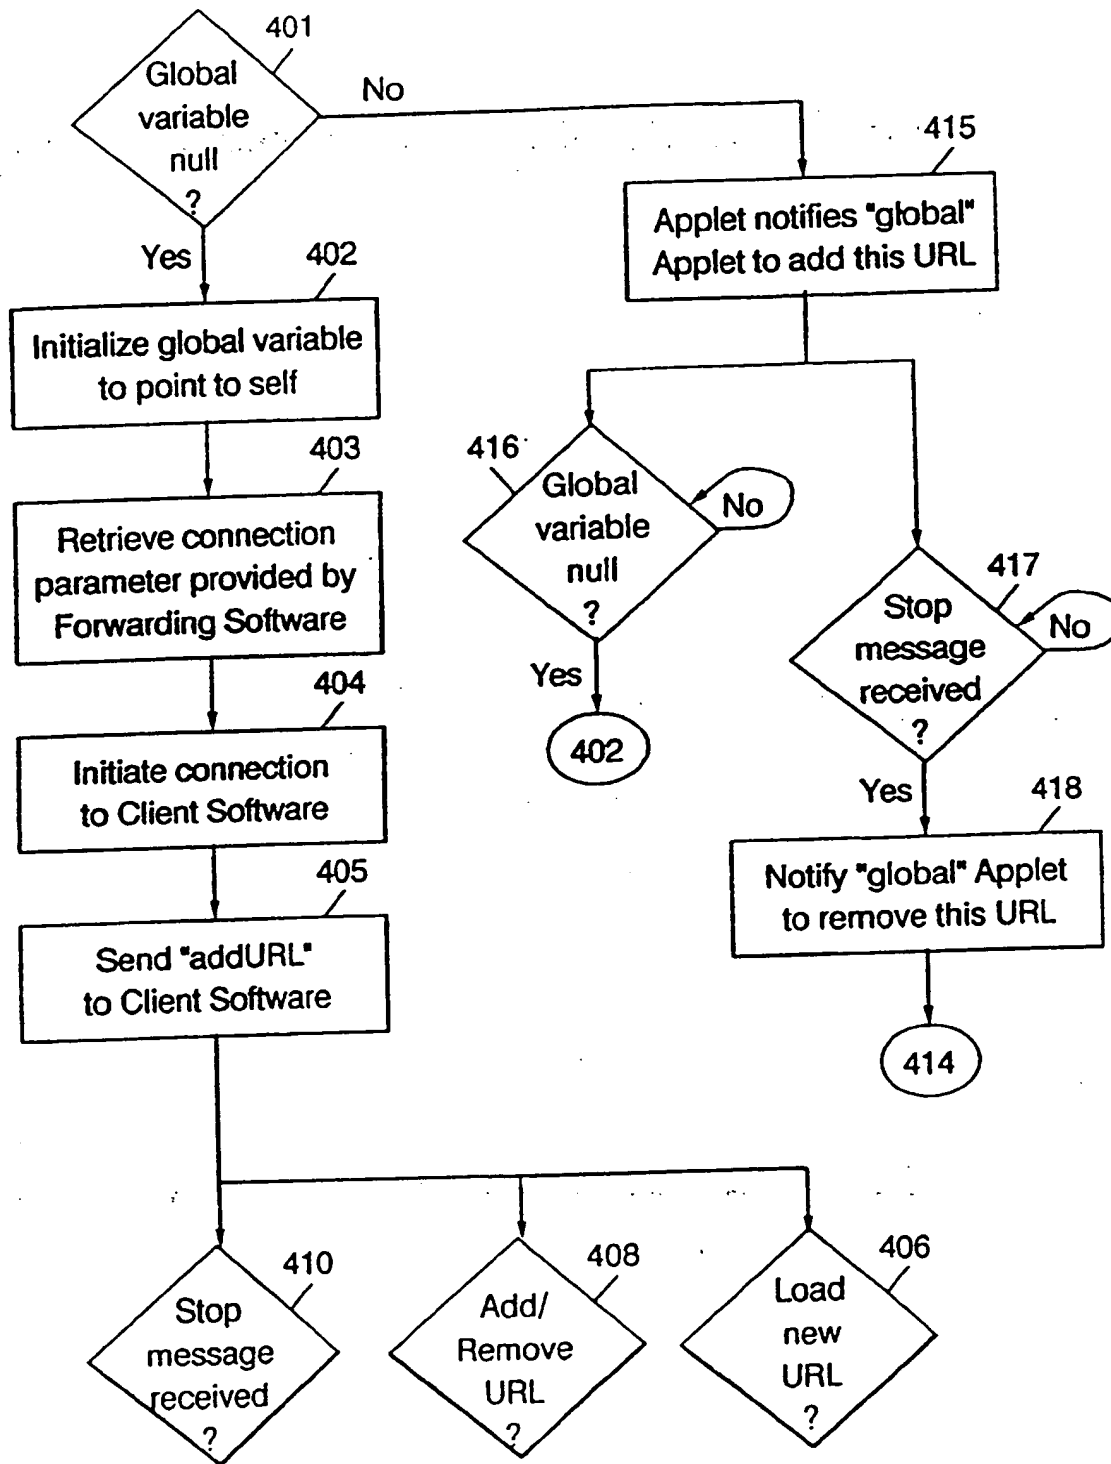 401
Global
variable
null
?
No
Yes
402
Initialize global variable
to point to self
403
Retrieve connection
parameter provided by
Forwarding Software
404
Initiate connection
to Client Software
405
Send "addURL"
to Client Software
415
Applet notifies "global"
Applet to add this URL
416
Global
variable
null
?
No
Yes
402
417
Stop
message
received
?
No
Yes
418
Notify "global" Applet
to remove this URL
414
410
Stop
message
received
?
408
Add/
Remove
URL
?
406
Load
new
URL
?